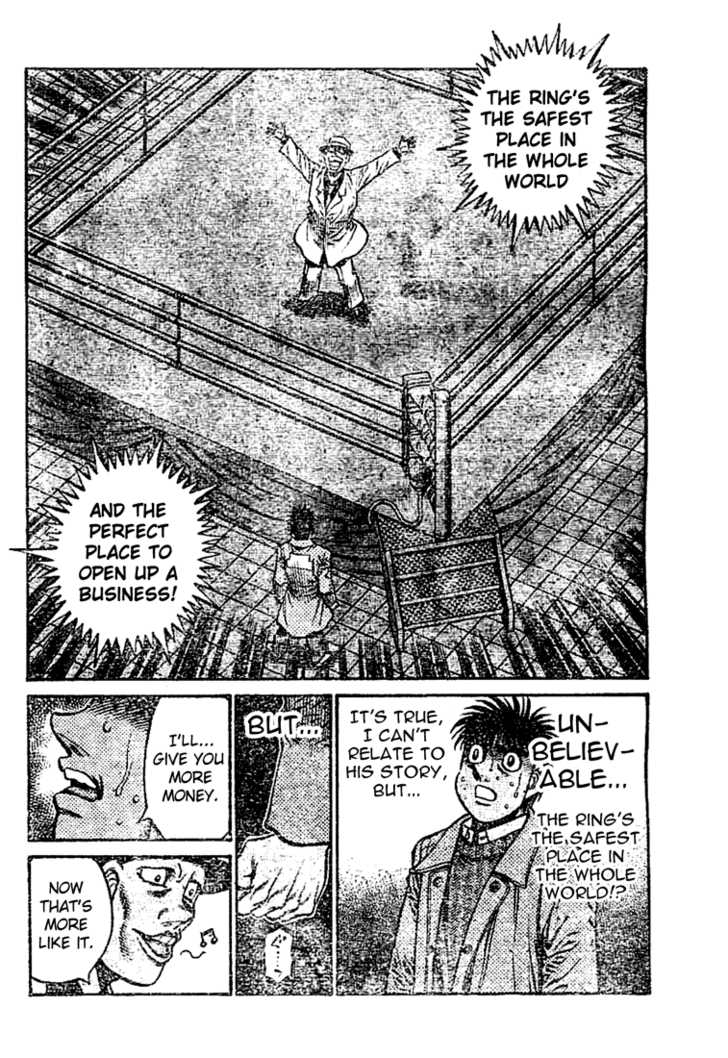 THE RING'S
THE SAFEST
PLACE IN
THE WHOLE
WORLD
AND THE
PERFECT
PLACE TO
OPEN UP A
BUSINESS!
UN-
BELIEV-
ABLE...
THE RING'S
THE SAFEST
PLACE IN
THE WHOLE
WORLD!?
IT'S TRUE,
I CAN'T
RELATE TO
HIS STORY,
BUT...
BUT...
ぐ…
I'LL...
GIVE YOU
MORE
MONEY.
NOW
THAT'S
MORE
LIKE IT.